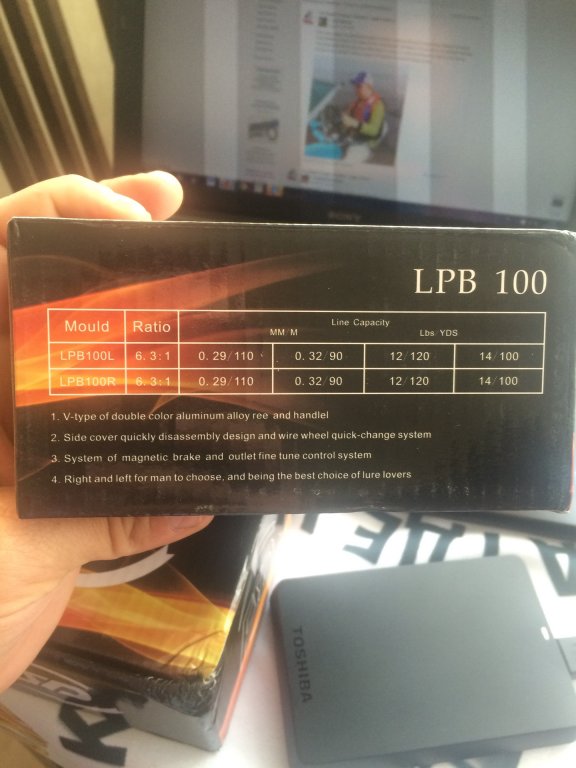 SONY
LPB 100
Mould Ratio Line Capacity
MM/M Lbs/YDS
LPB100L 6.3:1 0.29/110 0.32/90 12/120 14/100
LPB100R 6.3:1 0.29/110 0.32/90 12/120 14/100
1. V-type of double color aluminum alloy ree and handlel
2. Side cover quickly disassembly design and wire wheel quick-change system
3. System of magnetic brake and outlet fine tune control system
4. Right and left for man to choose, and being the best choice of lure lovers
TOSHIBA